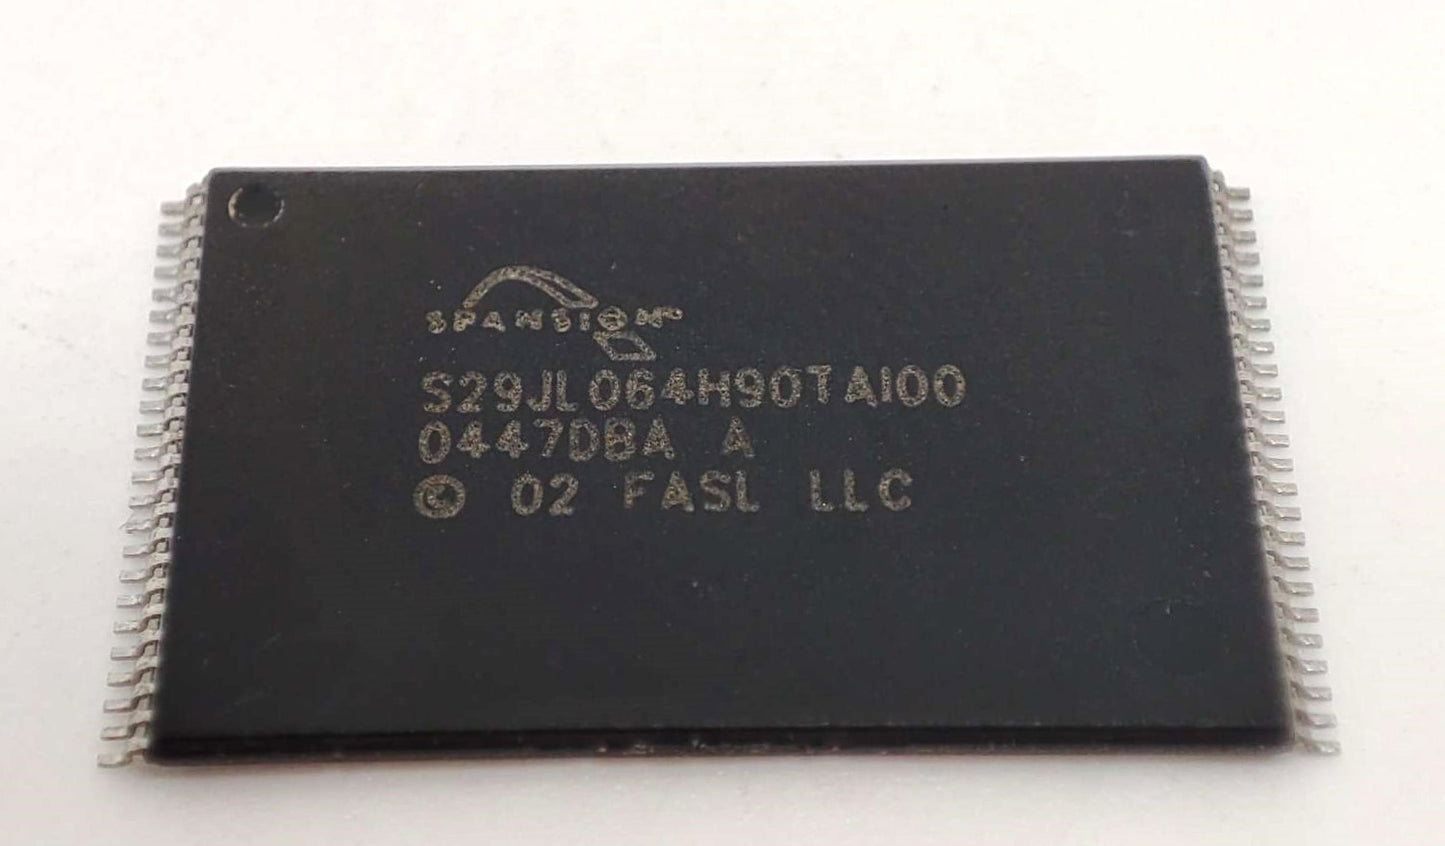 SPANSION
S29JL064H90TAI00
0447DBA A
© 02 FASL LLC